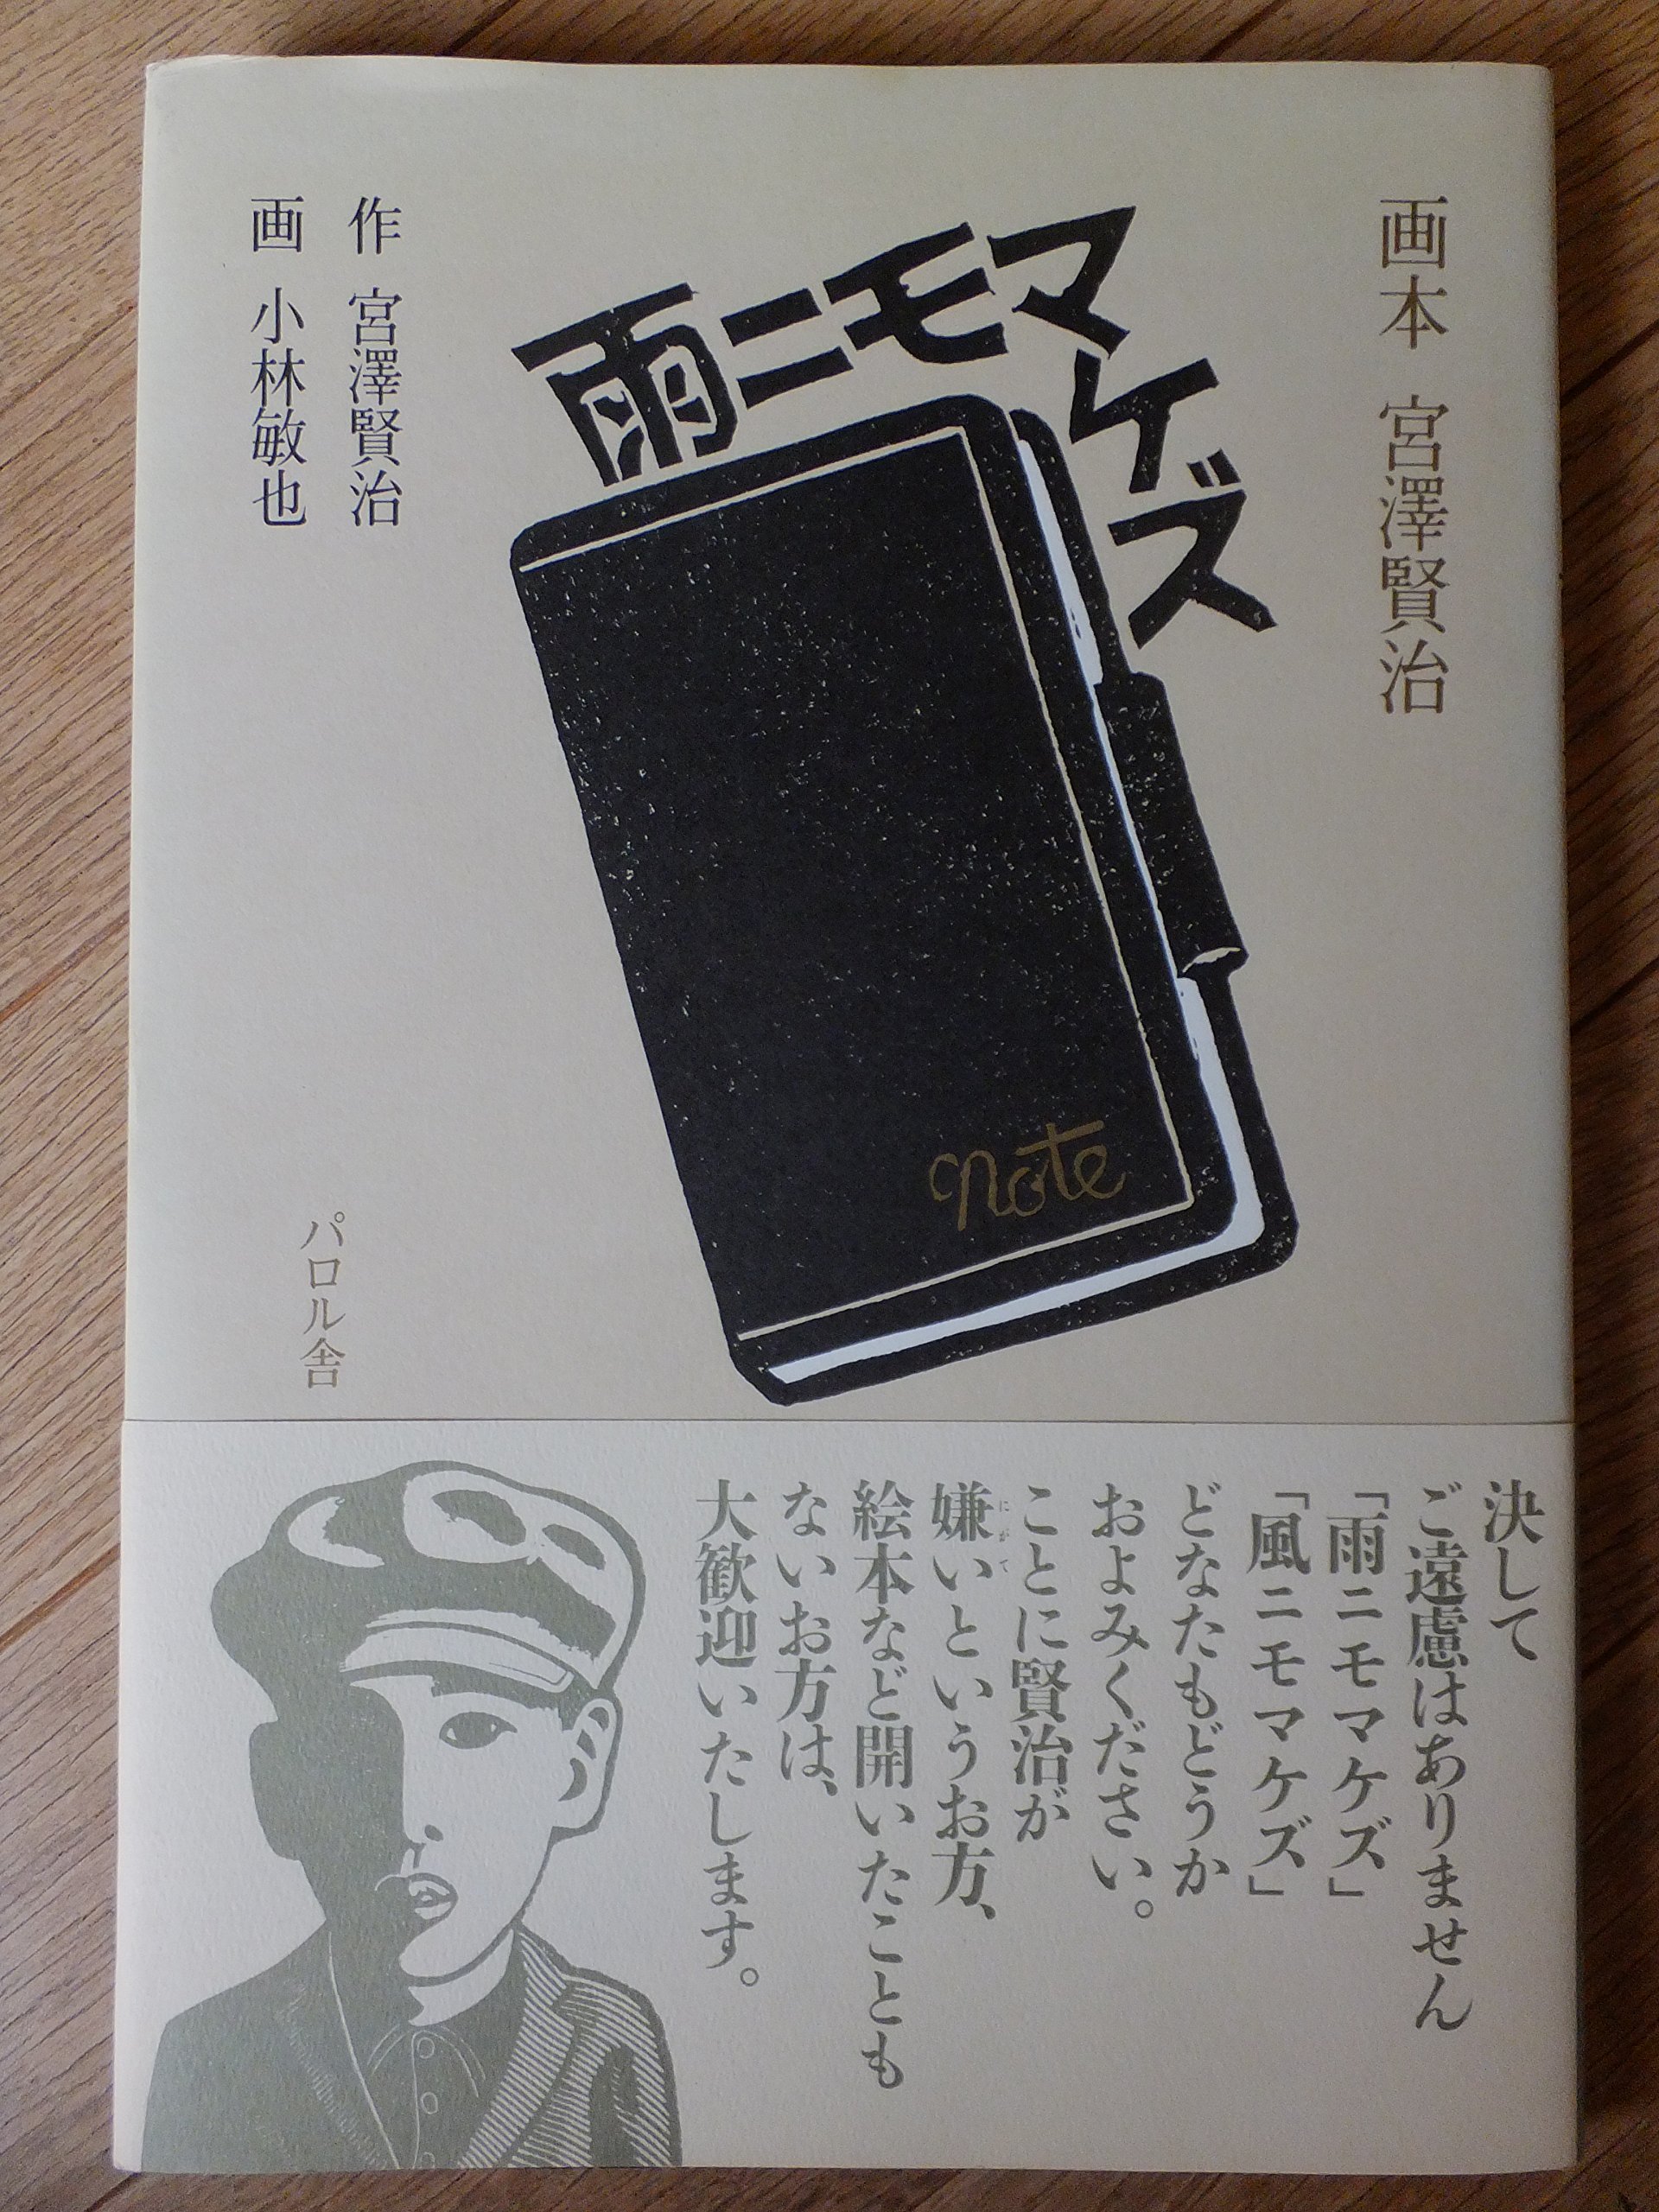 画本 宮澤賢治
雨ニモマケズ
作 宮澤賢治
画 小林敏也
note
パロル舎
決して
ご遠慮はありません
「雨ニモマケズ」
「風ニモマケズ」
どなたもどうか
およみください。
ことに賢治が
嫌いというお方、
にがて
絵本など開いたことも
ないお方は、
大歓迎いたします。